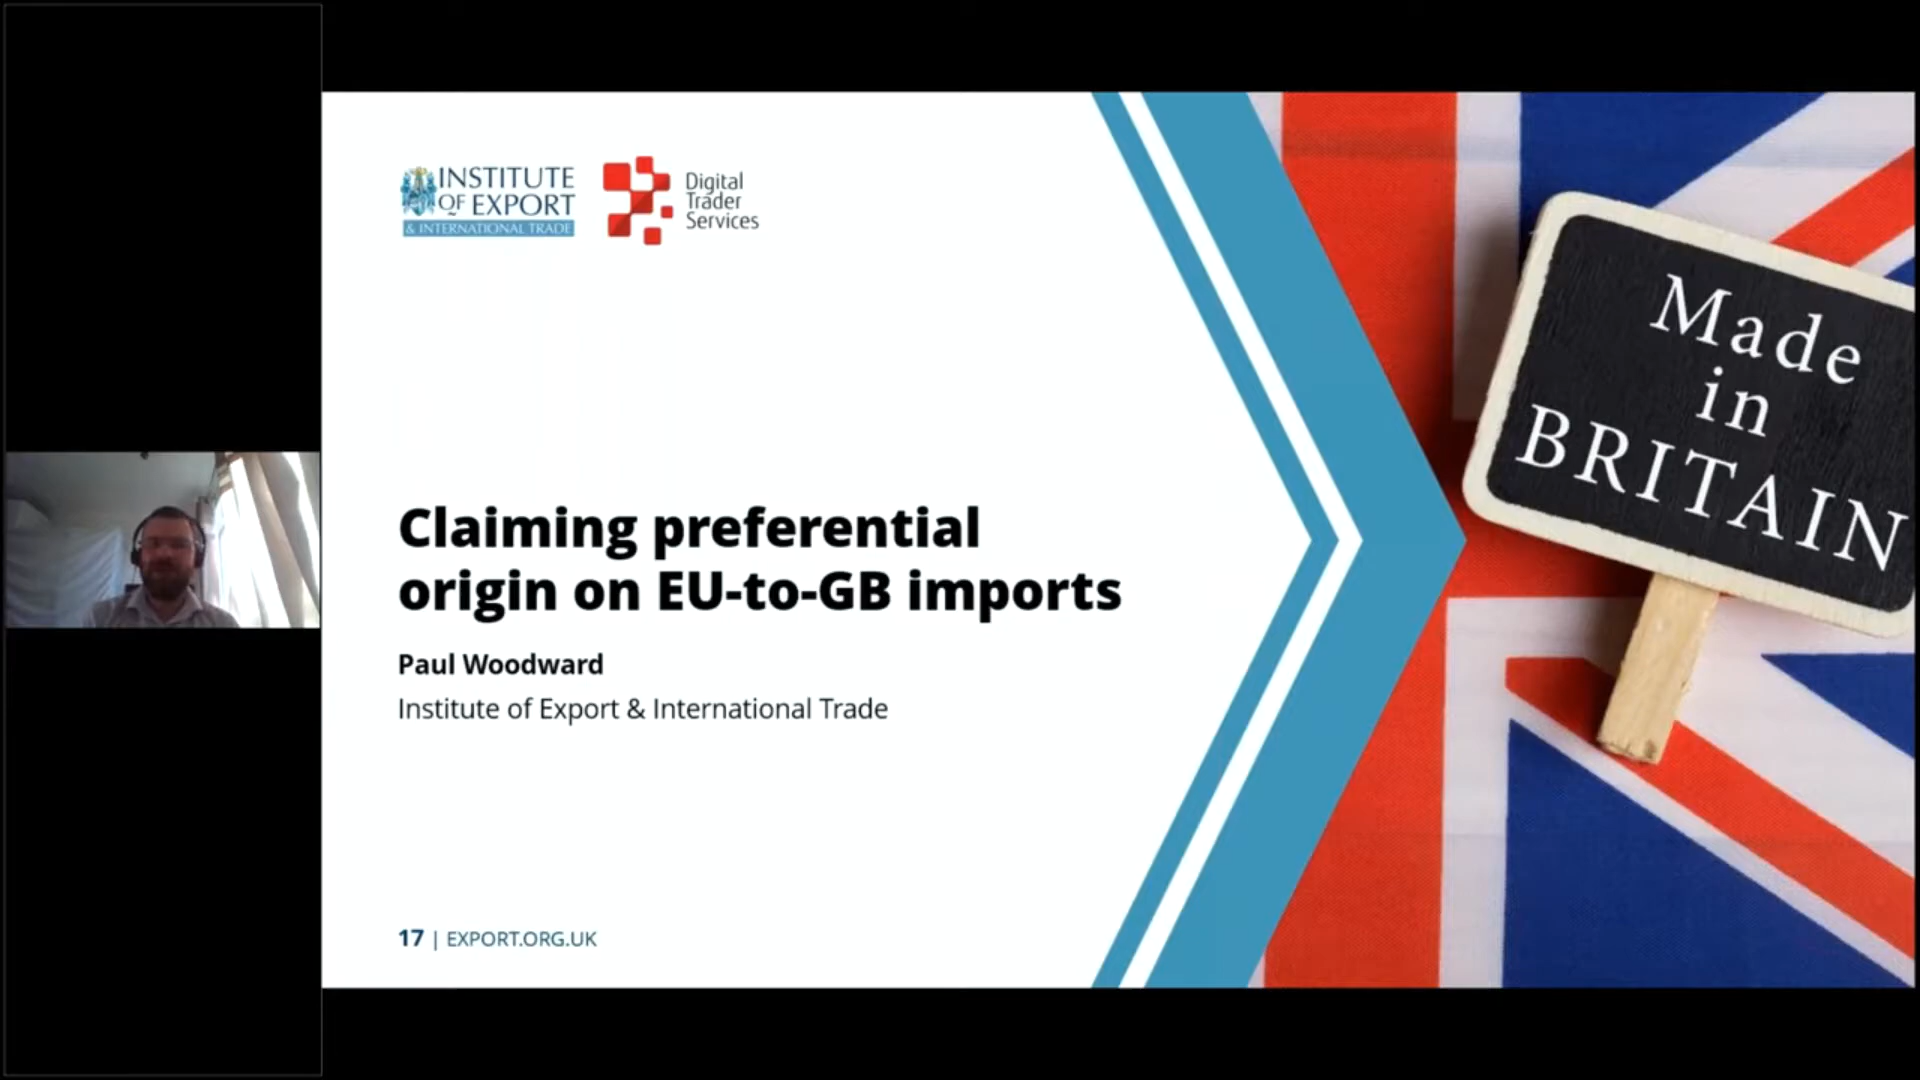 INSTITUTE
OF EXPORT
& INTERNATIONAL TRADE
Digital
Trader
Services
Made
in
BRITAIN
Claiming preferential
origin on EU-to-GB imports
Paul Woodward
Institute of Export & International Trade
17 | EXPORT.ORG.UK